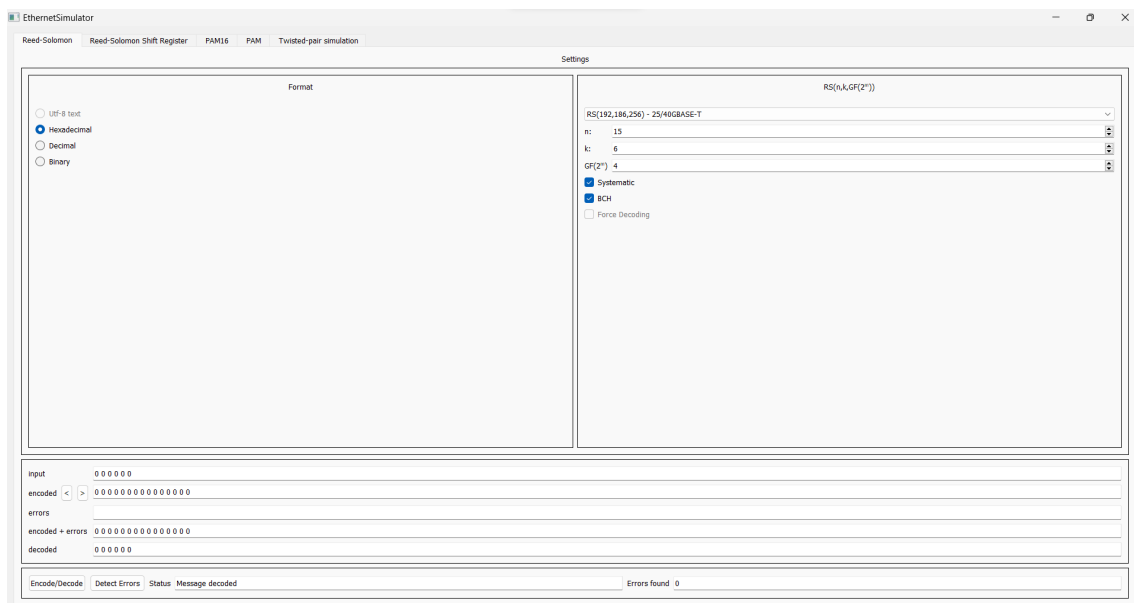 EthernetSimulator
Reed-Solomon Reed-Solomon Shift Register PAM16 PAM Twisted-pair simulation
Settings
Format
Utf-8 text
Hexadecimal
Decimal
Binary
RS(n,k,GF(2ᵐ))
RS(192,186,256) - 25/40GBASE-T
n: 15
k: 6
GF(2ᵐ) 4
Systematic
BCH
Force Decoding
input 0 0 0 0 0 0
encoded < > 0 0 0 0 0 0 0 0 0 0 0 0 0 0 0
errors
encoded + errors 0 0 0 0 0 0 0 0 0 0 0 0 0 0 0
decoded 0 0 0 0 0 0
Encode/Decode Detect Errors Status Message decoded Errors found 0